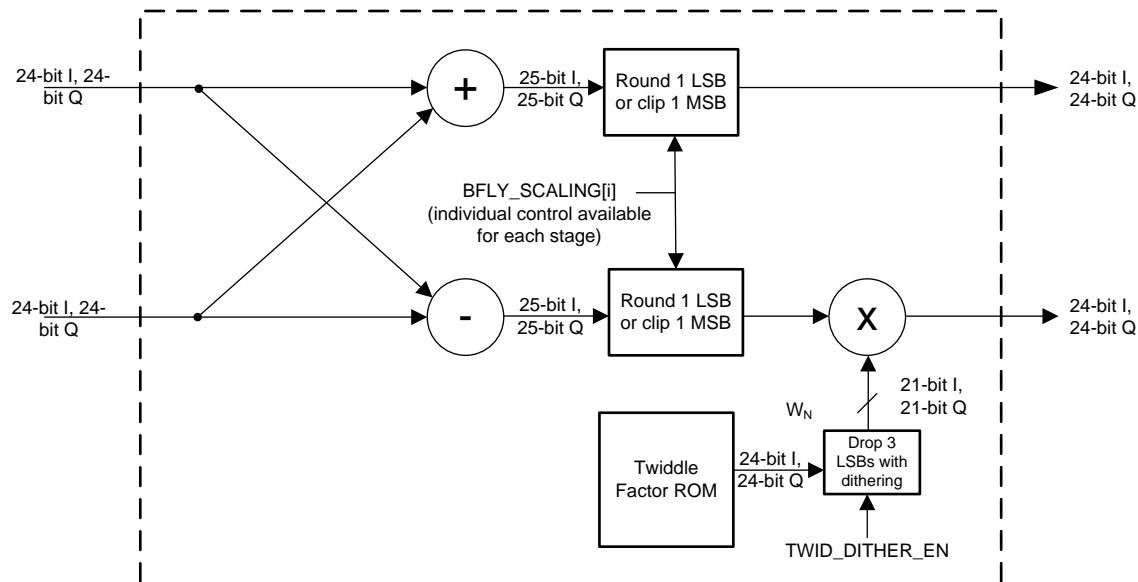 24-bit I, 24-
bit Q
+
25-bit I,
25-bit Q
Round 1 LSB
or clip 1 MSB
24-bit I,
24-bit Q
BFLY_SCALING[i]
(individual control available
for each stage)
24-bit I, 24-
bit Q
-
25-bit I,
25-bit Q
Round 1 LSB
or clip 1 MSB
X
24-bit I,
24-bit Q
21-bit I,
21-bit Q
W_N
Twiddle
Factor ROM
24-bit I,
24-bit Q
Drop 3
LSBs with
dithering
TWID_DITHER_EN